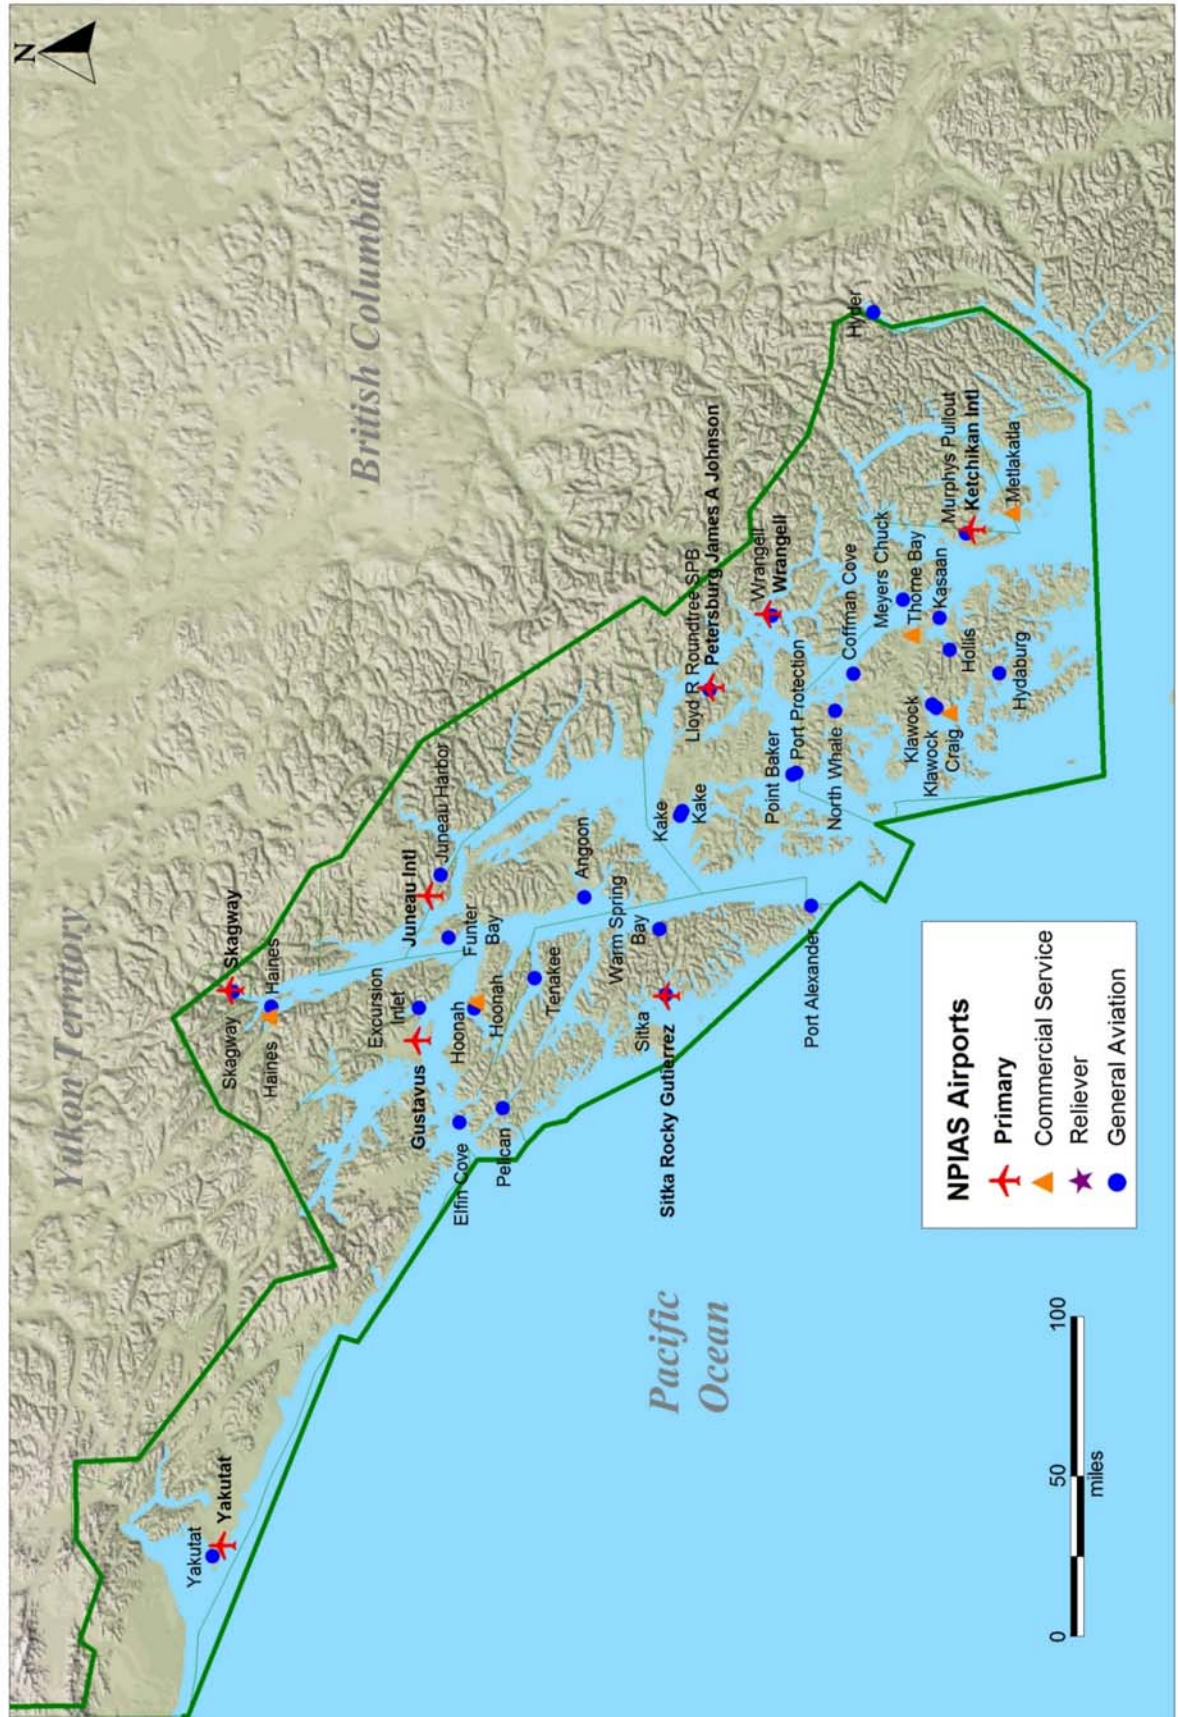 N
Yukon Territory
British Columbia
Pacific
Ocean
Yakutat
Yakutat
Skagway
Skagway
Haines
Haines
Excursion
Inlet
Gustavus
Juneau Intl
Juneau Harbor
Funter
Bay
Hoonah
Hoonah
Elfin Cove
Pelican
Tenakee
Angoon
Warm Spring
Bay
Sitka
Sitka Rocky Gutierrez
Port Alexander
Kake
Kake
Lloyd R Roundtree SPB
Petersburg James A Johnson
Wrangell
Wrangell
Point Baker
Port Protection
North Whale
Coffman Cove
Meyers Chuck
Thorne Bay
Kasaan
Hollis
Klawock
Klawock
Craig
Hydaburg
Murphys Pullout
Ketchikan Intl
Metlakatla
Hyder
NPIAS Airports
Primary
Commercial Service
Reliever
General Aviation
0 50 100
miles